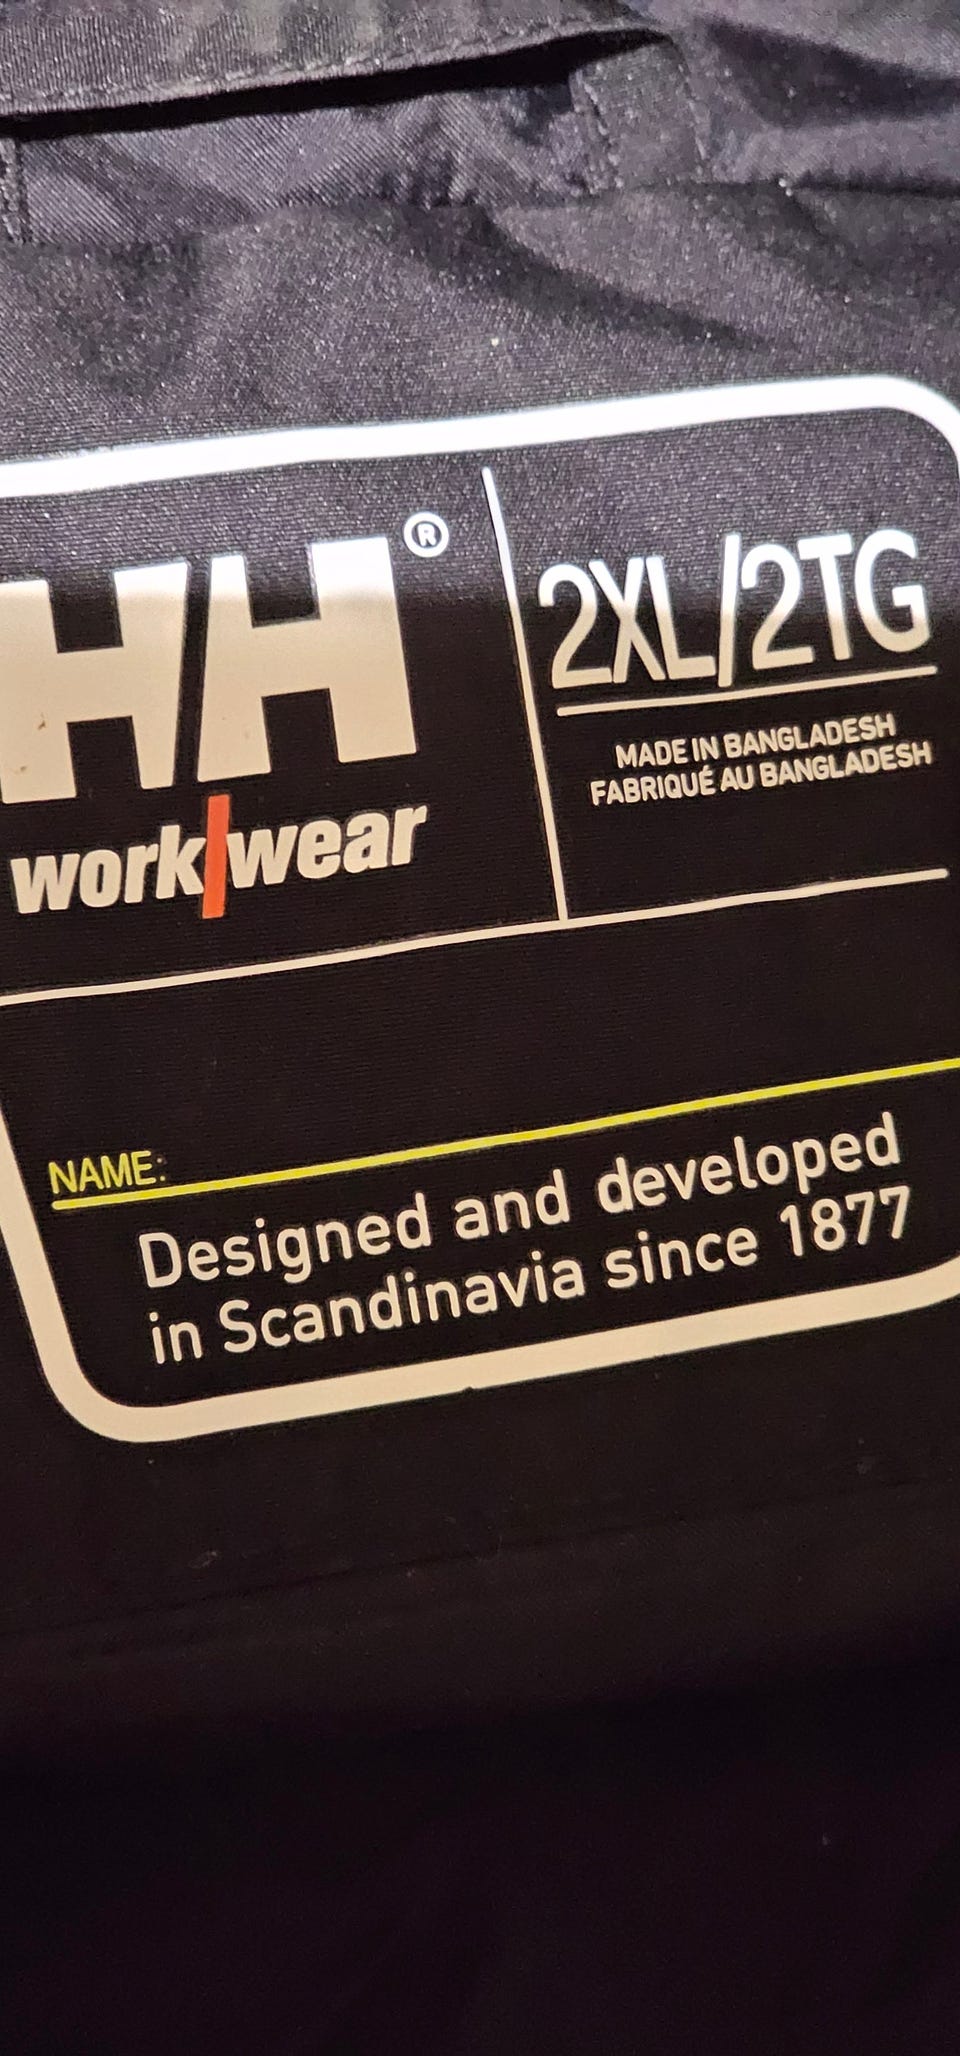 HH®
work/wear
2XL/2TG
MADE IN BANGLADESH
FABRIQUÉ AU BANGLADESH
NAME:
Designed and developed
in Scandinavia since 1877